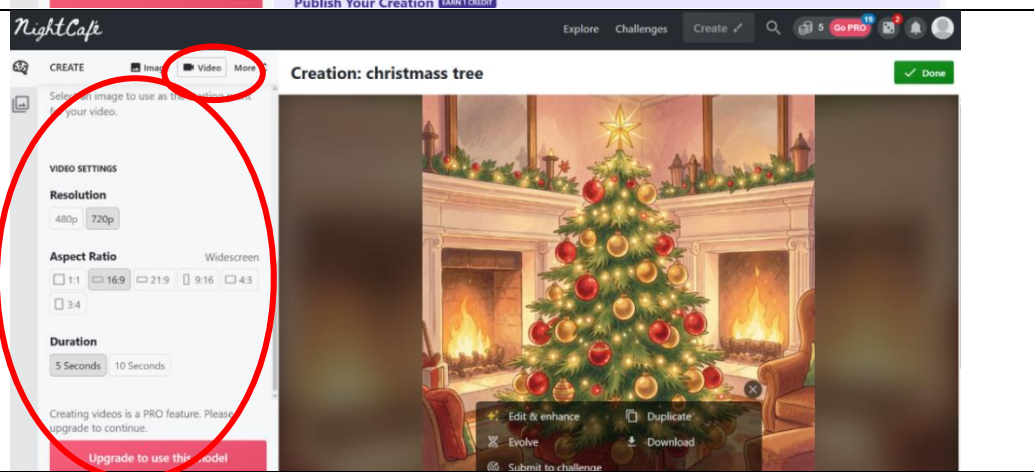 Publish Your Creation EARN 1 CREDIT
NightCafe
Explore Challenges Create 5 Go PRO 19 2
CREATE Image Video More
Creation: christmass tree
Done
Select an image to use as the starting point
for your video.
VIDEO SETTINGS
Resolution
480p 720p
Aspect Ratio Widescreen
1:1 16:9 21:9 9:16 4:3
3:4
Duration
5 Seconds 10 Seconds
Creating videos is a PRO feature. Please
upgrade to continue.
Upgrade to use this model
Edit & enhance Duplicate
Evolve Download
Submit to challenge